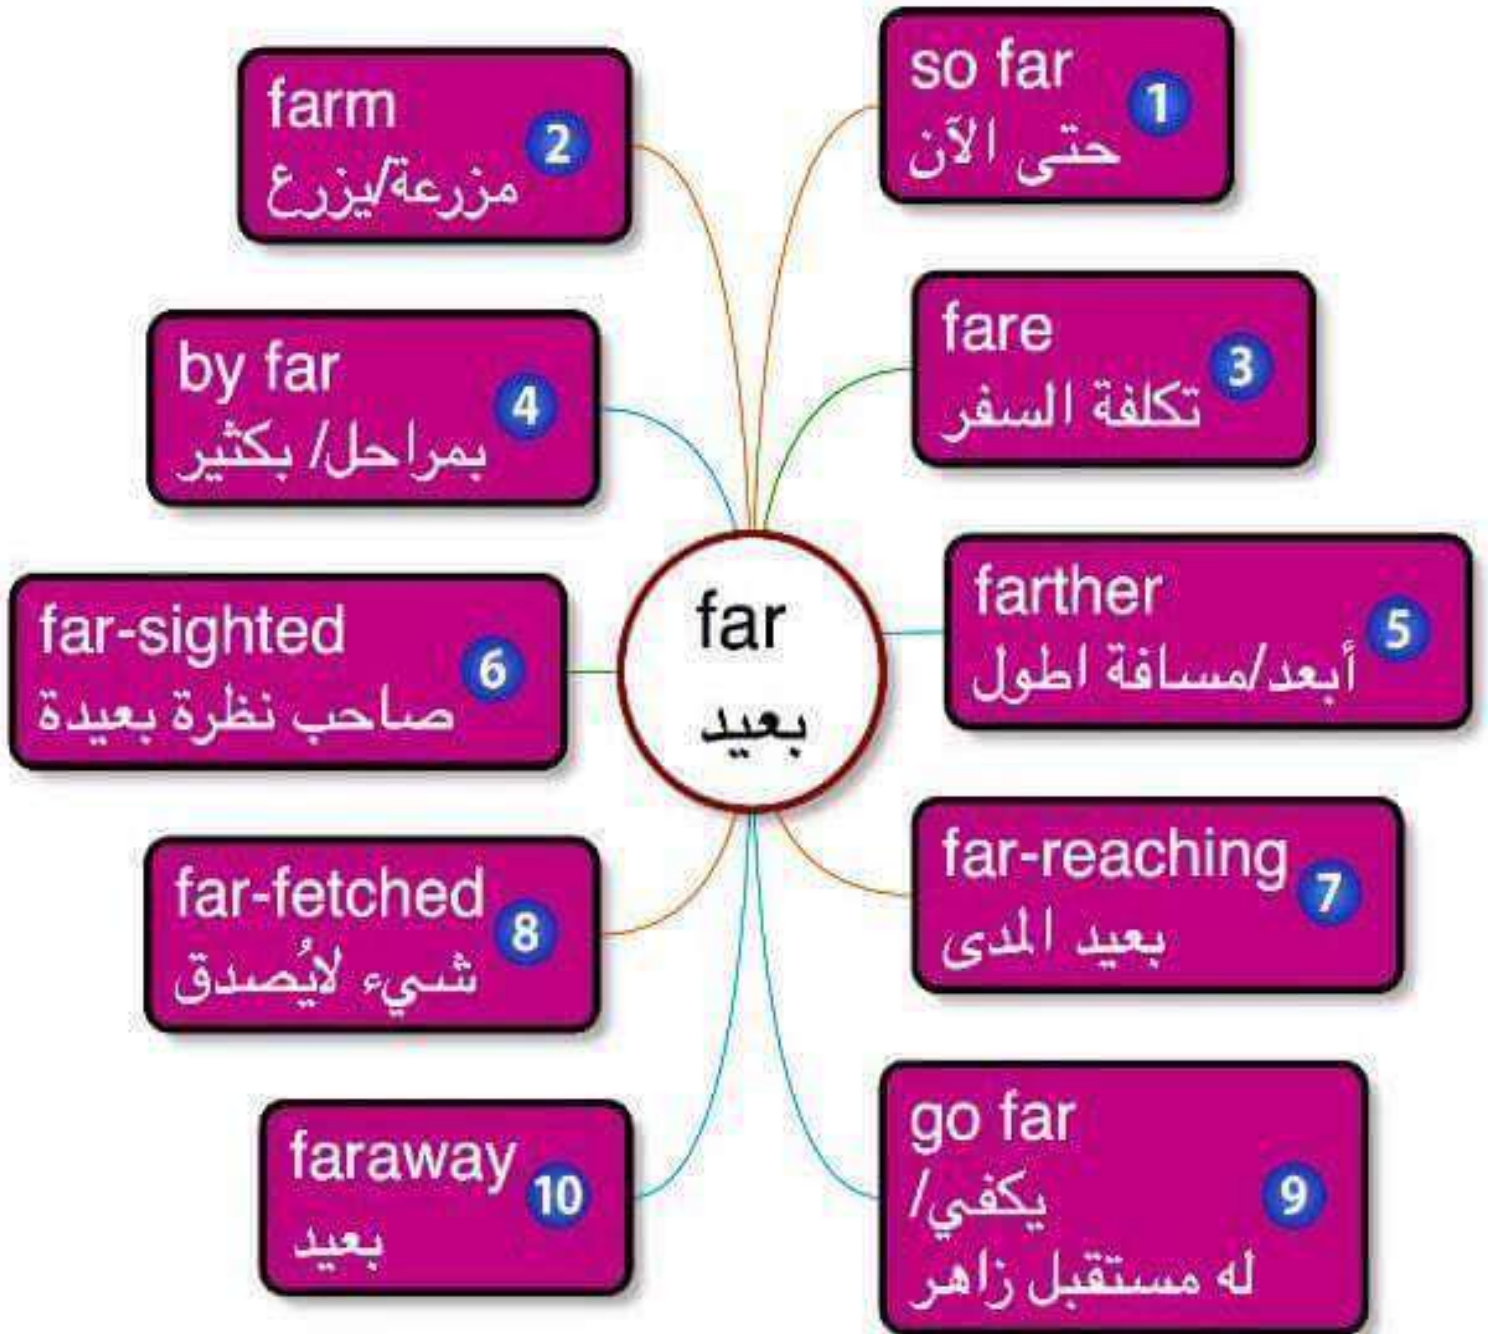 far
بعيد
so far
حتى الآن
1
farm
مزرعة/يزرع
2
fare
تكلفة السفر
3
by far
بمراحل/ بكثير
4
farther
أبعد/مسافة اطول
5
far-sighted
صاحب نظرة بعيدة
6
far-reaching
بعيد المدى
7
far-fetched
شيء لايُصدق
8
go far
يكفي/
له مستقبل زاهر
9
faraway
بعيد
10